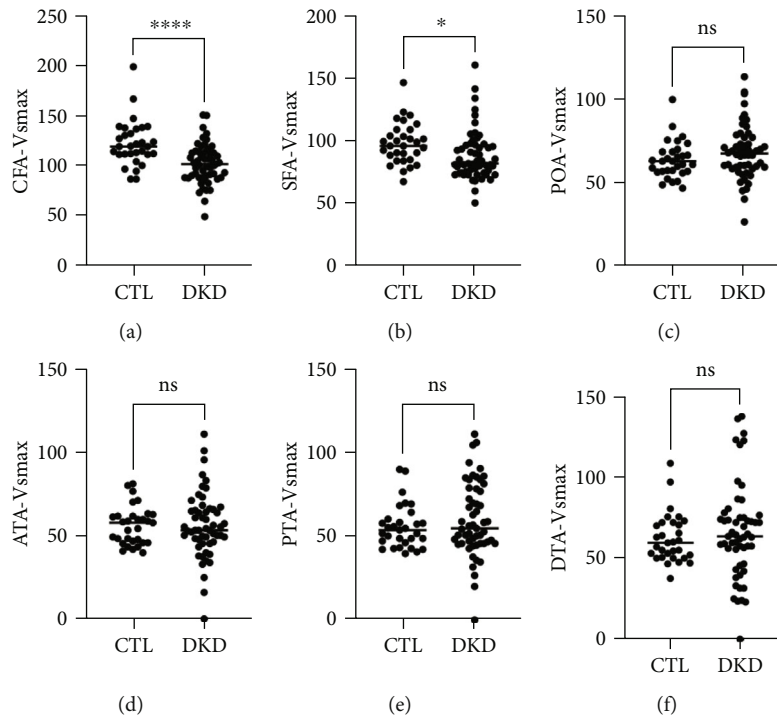 250
200
150
100
50
0
CFA-Vsmax
****
CTL
DKD
(a)
200
150
100
50
0
SFA-Vsmax
*
CTL
DKD
(b)
150
100
50
0
POA-Vsmax
ns
CTL
DKD
(c)
150
100
50
0
ATA-Vsmax
ns
CTL
DKD
(d)
150
100
50
0
PTA-Vsmax
ns
CTL
DKD
(e)
150
100
50
0
DTA-Vsmax
ns
CTL
DKD
(f)